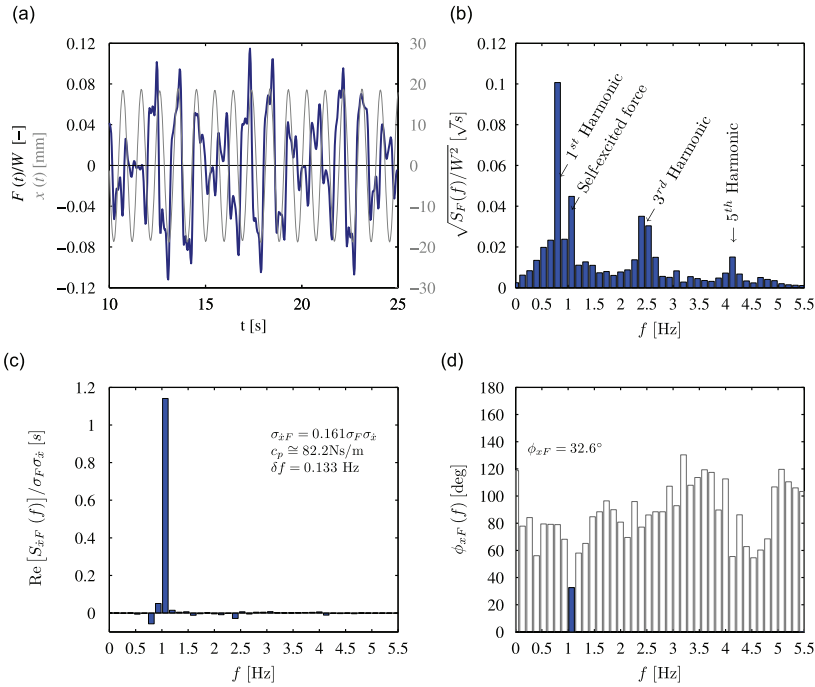 (a)
0.12
0.08
0.04
0
−0.04
−0.08
−0.12
F (t)/W [−]
x (t) [mm]
30
20
10
0
−10
−20
−30
10 15 20 25
t [s]
(b)
0.12
0.1
0.08
0.06
0.04
0.02
0
√S_F(f)/W² [√s]
← 1st Harmonic
← Self-excited force
← 3rd Harmonic
← 5th Harmonic
0 0.5 1 1.5 2 2.5 3 3.5 4 4.5 5 5.5
f [Hz]
(c)
1.2
1
0.8
0.6
0.4
0.2
0
Re [S_ẋF (f)] /σ_Fσ_ẋ [s]
σ_ẋF = 0.161σ_Fσ_ẋ
c_p ≅ 82.2Ns/m
δf = 0.133 Hz
0 0.5 1 1.5 2 2.5 3 3.5 4 4.5 5 5.5
f [Hz]
(d)
180
160
140
120
100
80
60
40
20
0
ϕ_xF (f) [deg]
ϕ_xF = 32.6°
0 0.5 1 1.5 2 2.5 3 3.5 4 4.5 5 5.5
f [Hz]